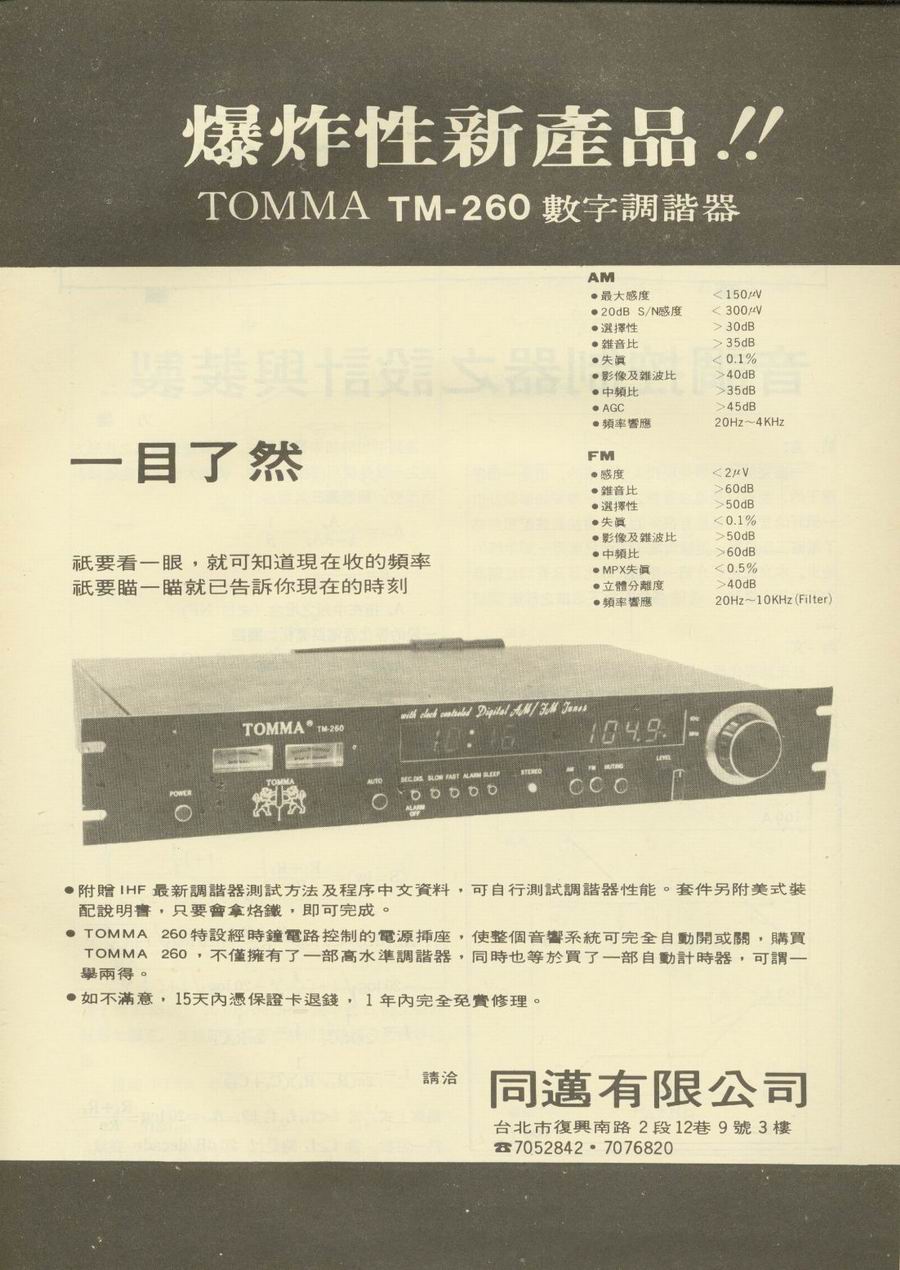 爆炸性新產品!!
TOMMA TM-260 數字調諧器
AM
●最大感度 <150μV
●20dB S/N感度 <300μV
●選擇性 >30dB
●雜音比 >35dB
●失眞 <0.1%
●影像及雜波比 >40dB
●中頻比 >35dB
●AGC >45dB
●頻率響應 20Hz~4KHz
FM
●感度 <2μV
●雜音比 >60dB
●選擇性 >50dB
●失眞 <0.1%
●影像及雜波比 >50dB
●中頻比 >60dB
●MPX失眞 <0.5%
●立體分離度 >40dB
●頻率響應 20Hz~10KHz(Filter)
一目了然
祇要看一眼，就可知道現在收的頻率
祇要瞄一瞄就已告訴你現在的時刻
with clock controled Digital AM/FM Tuner
TOMMA® TM-260
10:16 104.9
TOMMA
POWER
AUTO
SEC.DIS. SLOW FAST ALARM SLEEP
ALARM OFF
STEREO
AM FM MUTING
LEVEL
●附贈IHF最新調諧器測試方法及程序中文資料，可自行測試調諧器性能。套件另附美式裝
配說明書，只要會拿烙鐵，即可完成。
●TOMMA 260特設經時鐘電路控制的電源揷座，使整個音響系統可完全自動開或關，購買
TOMMA 260，不僅擁有了一部高水準調諧器，同時也等於買了一部自動計時器，可謂一
擧兩得。
●如不滿意，15天內憑保證卡退錢，1年內完全免費修理。
請洽 同邁有限公司
台北市復興南路2段12巷9號3樓
☎7052842•7076820